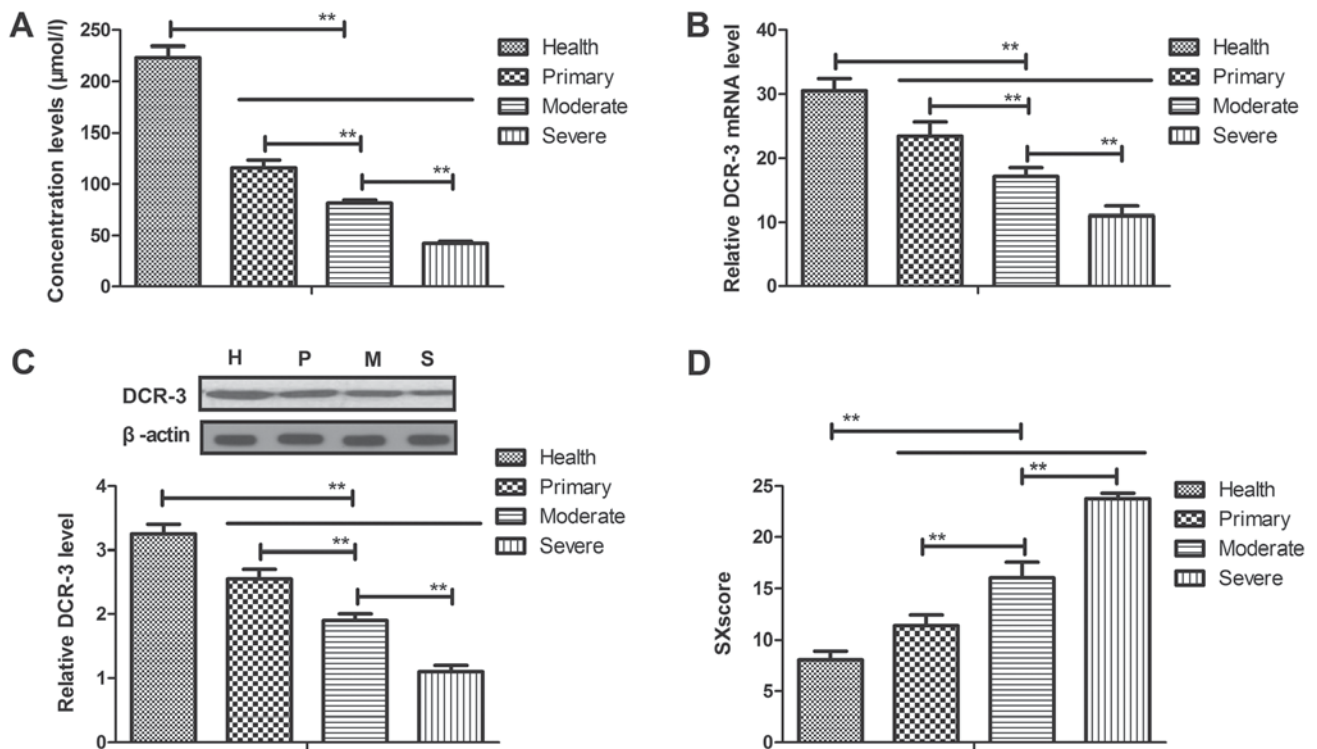 A
Concentration levels (μmol/l)
250
200
150
100
50
0
**
**
**
Health
Primary
Moderate
Severe
B
Relative DCR-3 mRNA level
40
30
20
10
0
**
**
**
Health
Primary
Moderate
Severe
C
H P M S
DCR-3
β -actin
Relative DCR-3 level
4
3
2
1
0
**
**
**
Health
Primary
Moderate
Severe
D
SXscore
25
20
15
10
5
0
**
**
**
Health
Primary
Moderate
Severe